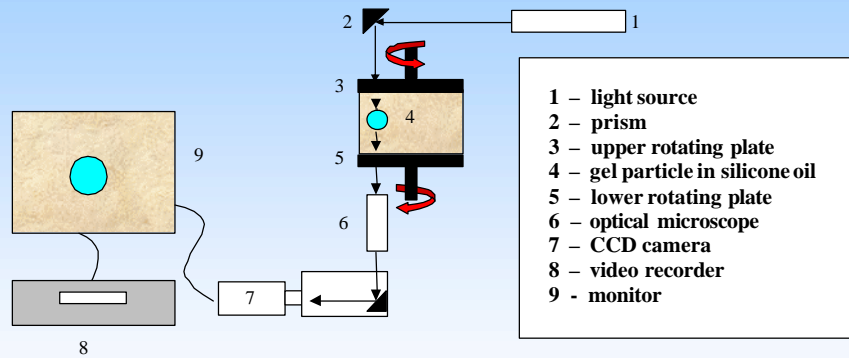 2
1
3
4
5
6
7
8
9
1 – light source
2 – prism
3 – upper rotating plate
4 – gel particle in silicone oil
5 – lower rotating plate
6 – optical microscope
7 – CCD camera
8 – video recorder
9 - monitor